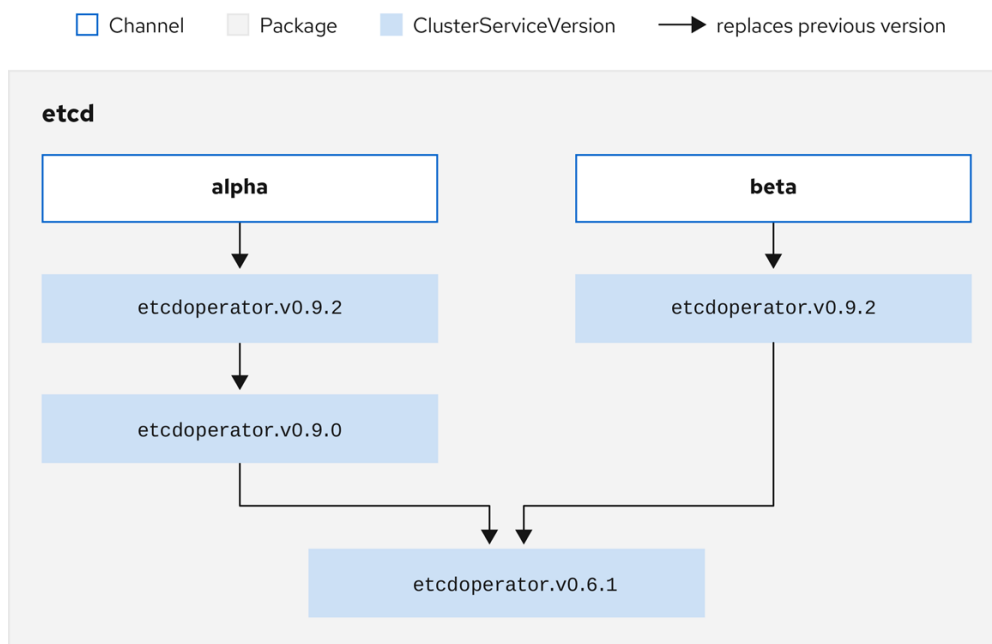 Channel
Package
ClusterServiceVersion
replaces previous version
etcd
alpha
beta
etcdoperator.v0.9.2
etcdoperator.v0.9.2
etcdoperator.v0.9.0
etcdoperator.v0.6.1